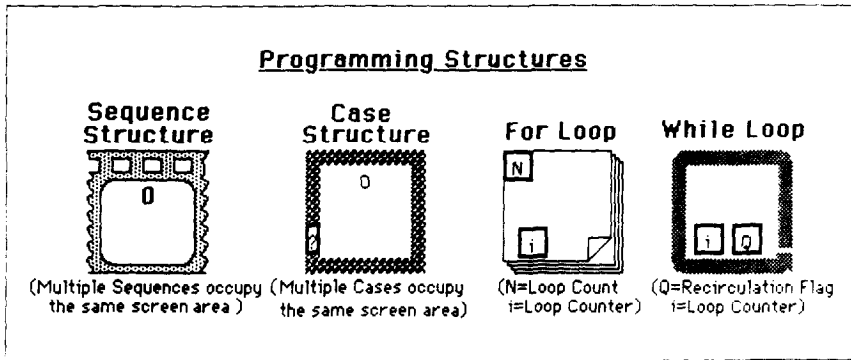 Programming Structures
Sequence
Structure
0
(Multiple Sequences occupy
the same screen area )
Case
Structure
0
?
(Multiple Cases occupy
the same screen area)
For Loop
N
i
(N=Loop Count
i=Loop Counter)
While Loop
i
Q
(Q=Recirculation Flag
i=Loop Counter)